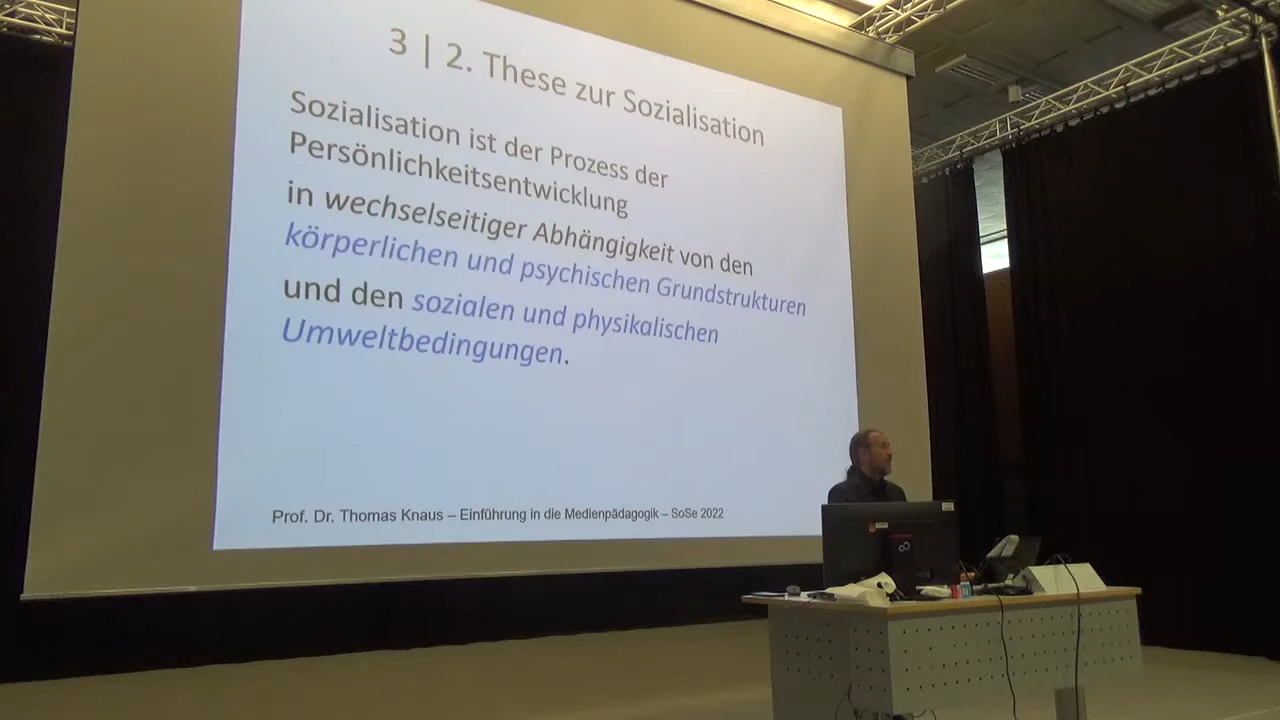 3 | 2. These zur Sozialisation
Sozialisation ist der Prozess der
Persönlichkeitsentwicklung
in wechselseitiger Abhängigkeit von den
körperlichen und psychischen Grundstrukturen
und den sozialen und physikalischen
Umweltbedingungen.
Prof. Dr. Thomas Knaus – Einführung in die Medienpädagogik – SoSe 2022